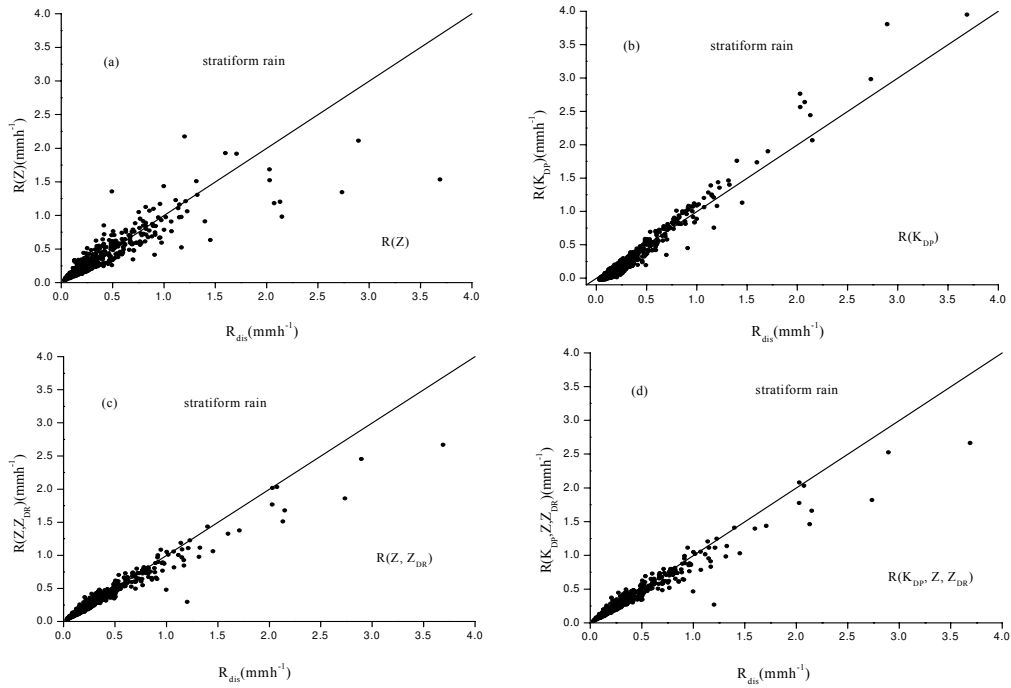 4.0
3.5
3.0
2.5
2.0
1.5
1.0
0.5
0.0
R(Z)(mmh⁻¹)
(a)
stratiform rain
R(Z)
0.0 0.5 1.0 1.5 2.0 2.5 3.0 3.5 4.0
R_dis(mmh⁻¹)
4.0
3.5
3.0
2.5
2.0
1.5
1.0
0.5
0.0
R(K_DP)(mmh⁻¹)
(b)
stratiform rain
R(K_DP)
0.0 0.5 1.0 1.5 2.0 2.5 3.0 3.5 4.0
R_dis(mmh⁻¹)
4.0
3.5
3.0
2.5
2.0
1.5
1.0
0.5
0.0
R(Z,Z_DR)(mmh⁻¹)
(c)
stratiform rain
R(Z, Z_DR)
0.0 0.5 1.0 1.5 2.0 2.5 3.0 3.5 4.0
R_dis(mmh⁻¹)
4.0
3.5
3.0
2.5
2.0
1.5
1.0
0.5
0.0
R(K_DP,Z,Z_DR)(mmh⁻¹)
(d)
stratiform rain
R(K_DP, Z, Z_DR)
0.0 0.5 1.0 1.5 2.0 2.5 3.0 3.5 4.0
R_dis(mmh⁻¹)